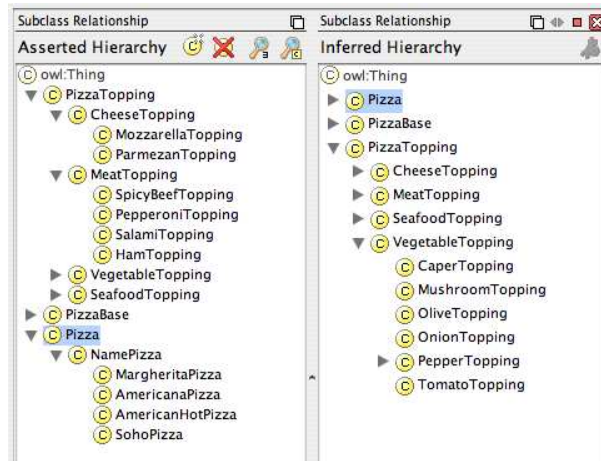 Subclass Relationship
Asserted Hierarchy
C owl:Thing
C PizzaTopping
C CheeseTopping
C MozzarellaTopping
C ParmezanTopping
C MeatTopping
C SpicyBeefTopping
C PepperoniTopping
C SalamiTopping
C HamTopping
C VegetableTopping
C SeafoodTopping
C PizzaBase
C Pizza
C NamePizza
C MargheritaPizza
C AmericanaPizza
C AmericanHotPizza
C SohoPizza
Subclass Relationship
Inferred Hierarchy
C owl:Thing
C Pizza
C PizzaBase
C PizzaTopping
C CheeseTopping
C MeatTopping
C SeafoodTopping
C VegetableTopping
C CaperTopping
C MushroomTopping
C OliveTopping
C OnionTopping
C PepperTopping
C TomatoTopping